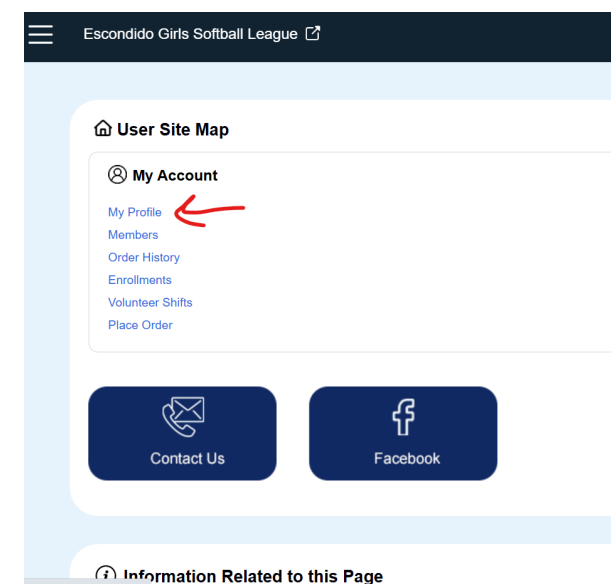 Escondido Girls Softball League
User Site Map
My Account
My Profile
Members
Order History
Enrollments
Volunteer Shifts
Place Order
Contact Us
Facebook
Information Related to this Page